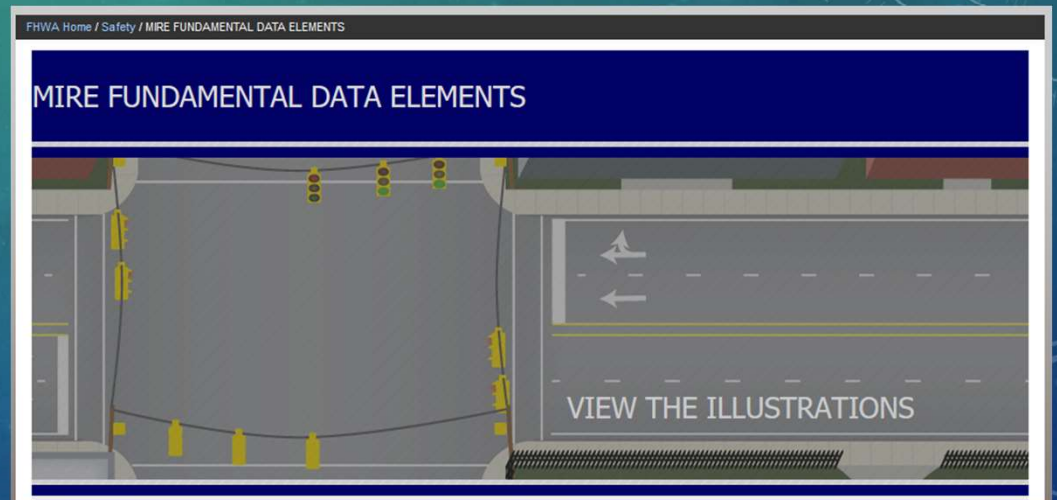 FHWA Home / Safety / MIRE FUNDAMENTAL DATA ELEMENTS
MIRE FUNDAMENTAL DATA ELEMENTS
VIEW THE ILLUSTRATIONS